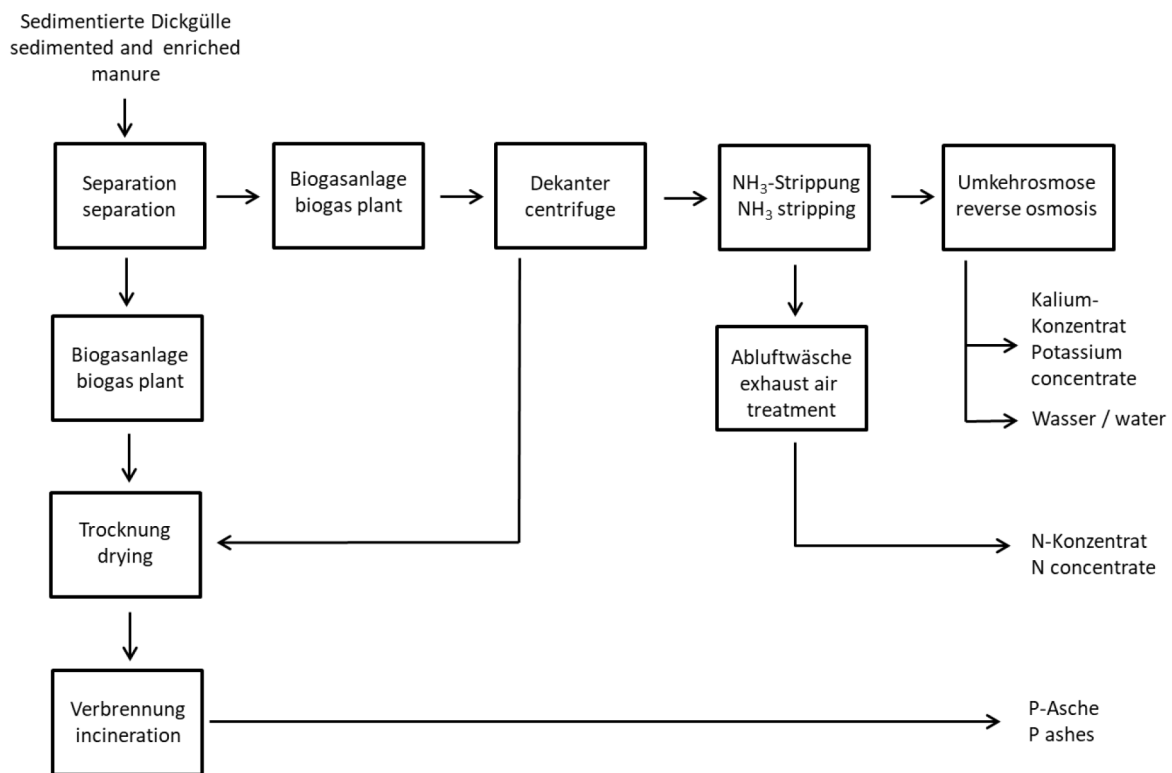 Sedimentierte Dickgülle
sedimented and enriched
manure
Separation
separation
Biogasanlage
biogas plant
Dekanter
centrifuge
NH₃-Strippung
NH₃ stripping
Umkehrosmose
reverse osmosis
Biogasanlage
biogas plant
Abluftwäsche
exhaust air
treatment
Kalium-
Konzentrat
Potassium
concentrate
Wasser / water
Trocknung
drying
N-Konzentrat
N concentrate
Verbrennung
incineration
P-Asche
P ashes